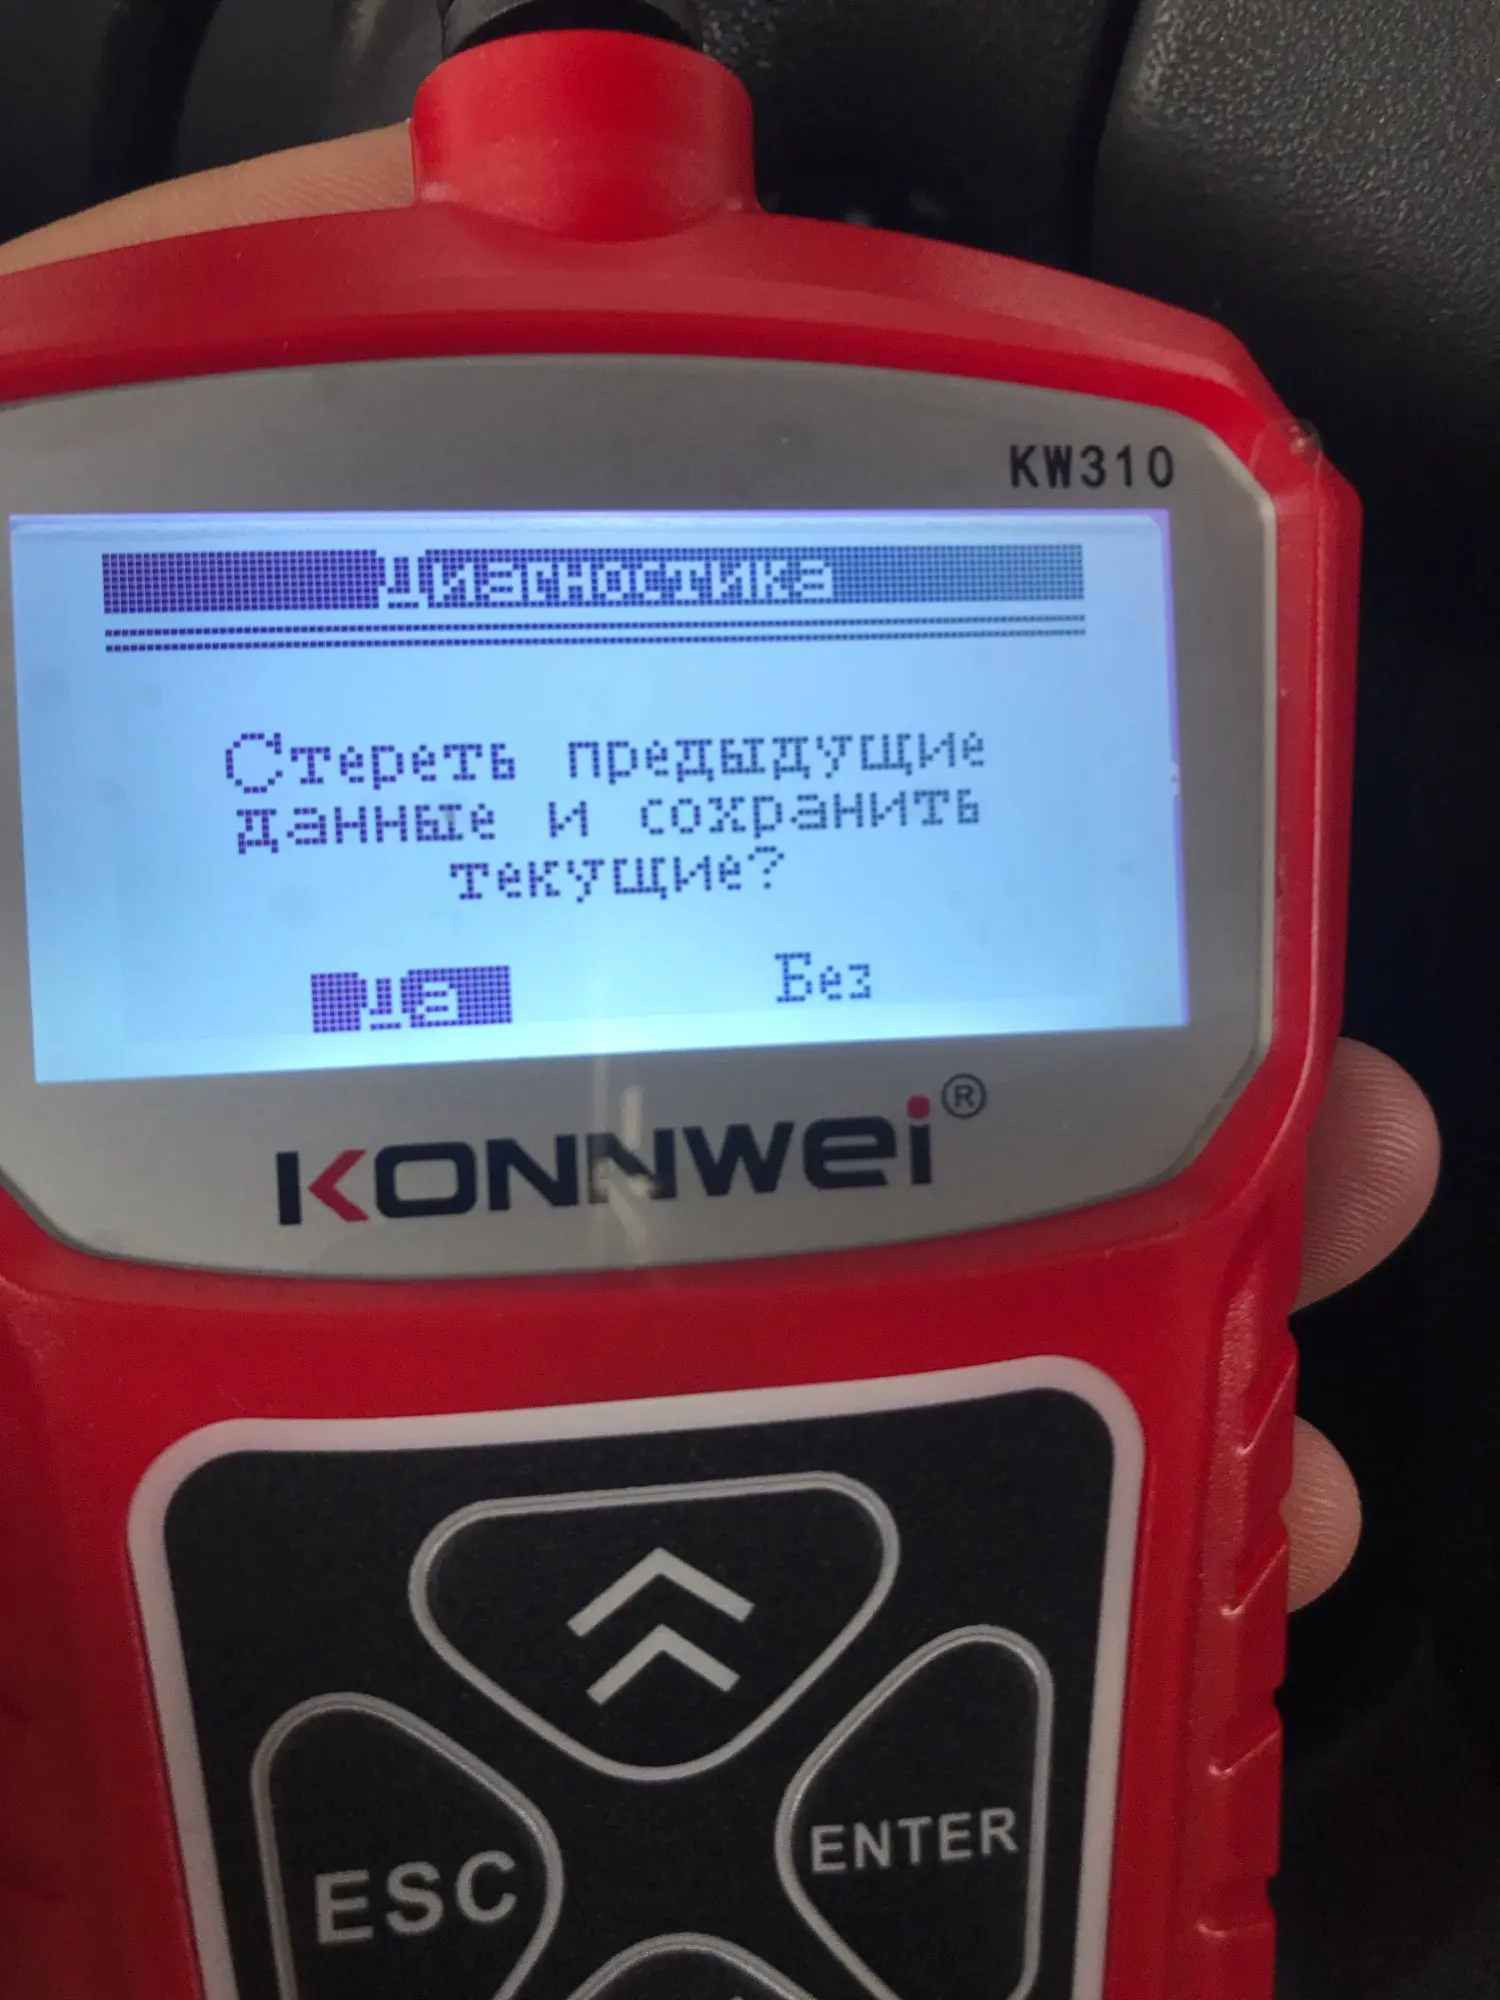 KW310
Диагностика
Стереть предыдущие
данные и сохранить
текущие?
Да Без
KONNWEI®
ESC
ENTER